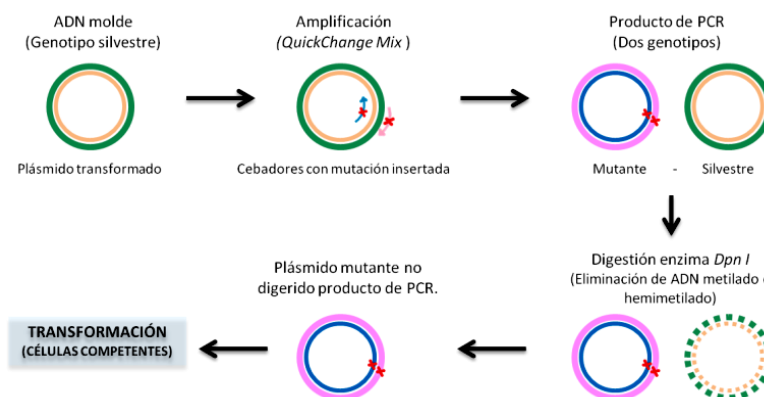 ADN molde
(Genotipo silvestre)
Plásmido transformado
Amplificación
(QuickChange Mix )
Cebadores con mutación insertada
Producto de PCR
(Dos genotipos)
Mutante - Silvestre
Digestión enzima Dpn I
(Eliminación de ADN metilado
hemimetilado)
Plásmido mutante no
digerido producto de PCR.
TRANSFORMACIÓN
(CÉLULAS COMPETENTES)